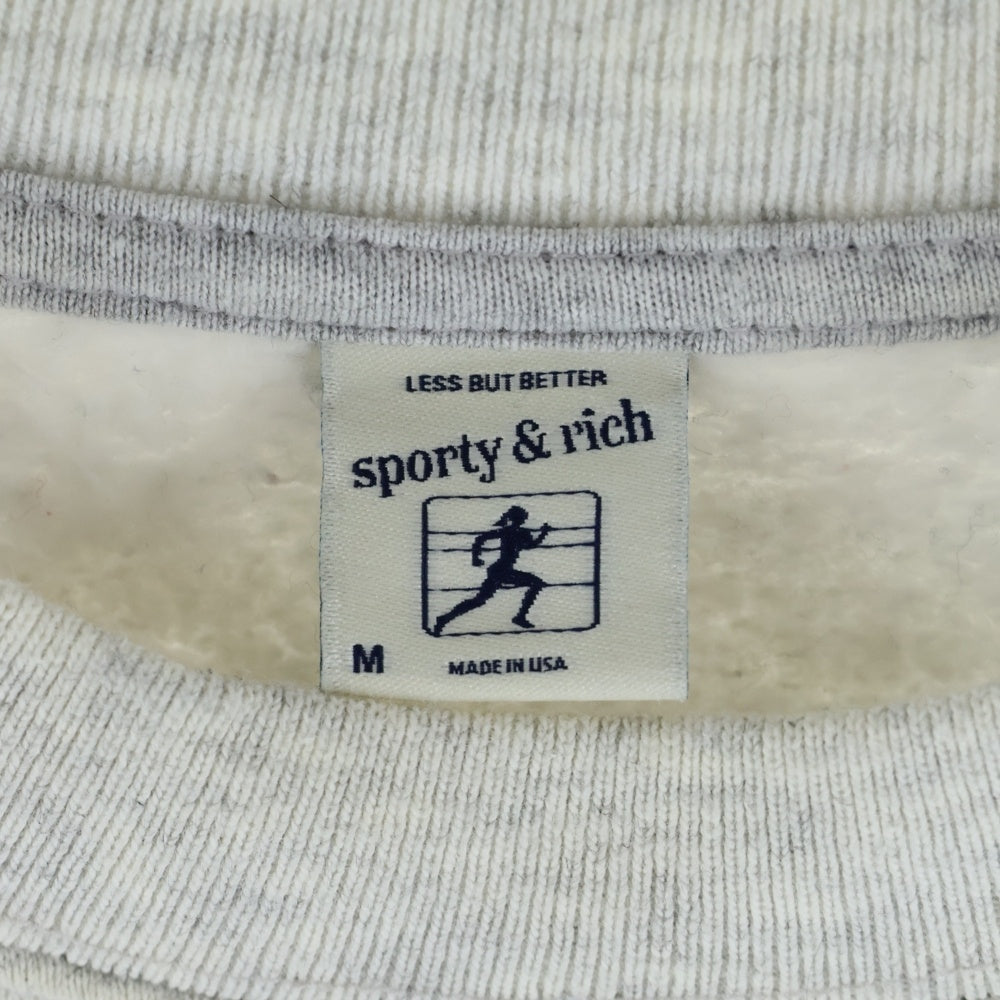 LESS BUT BETTER
sporty & rich
M
MADE IN USA